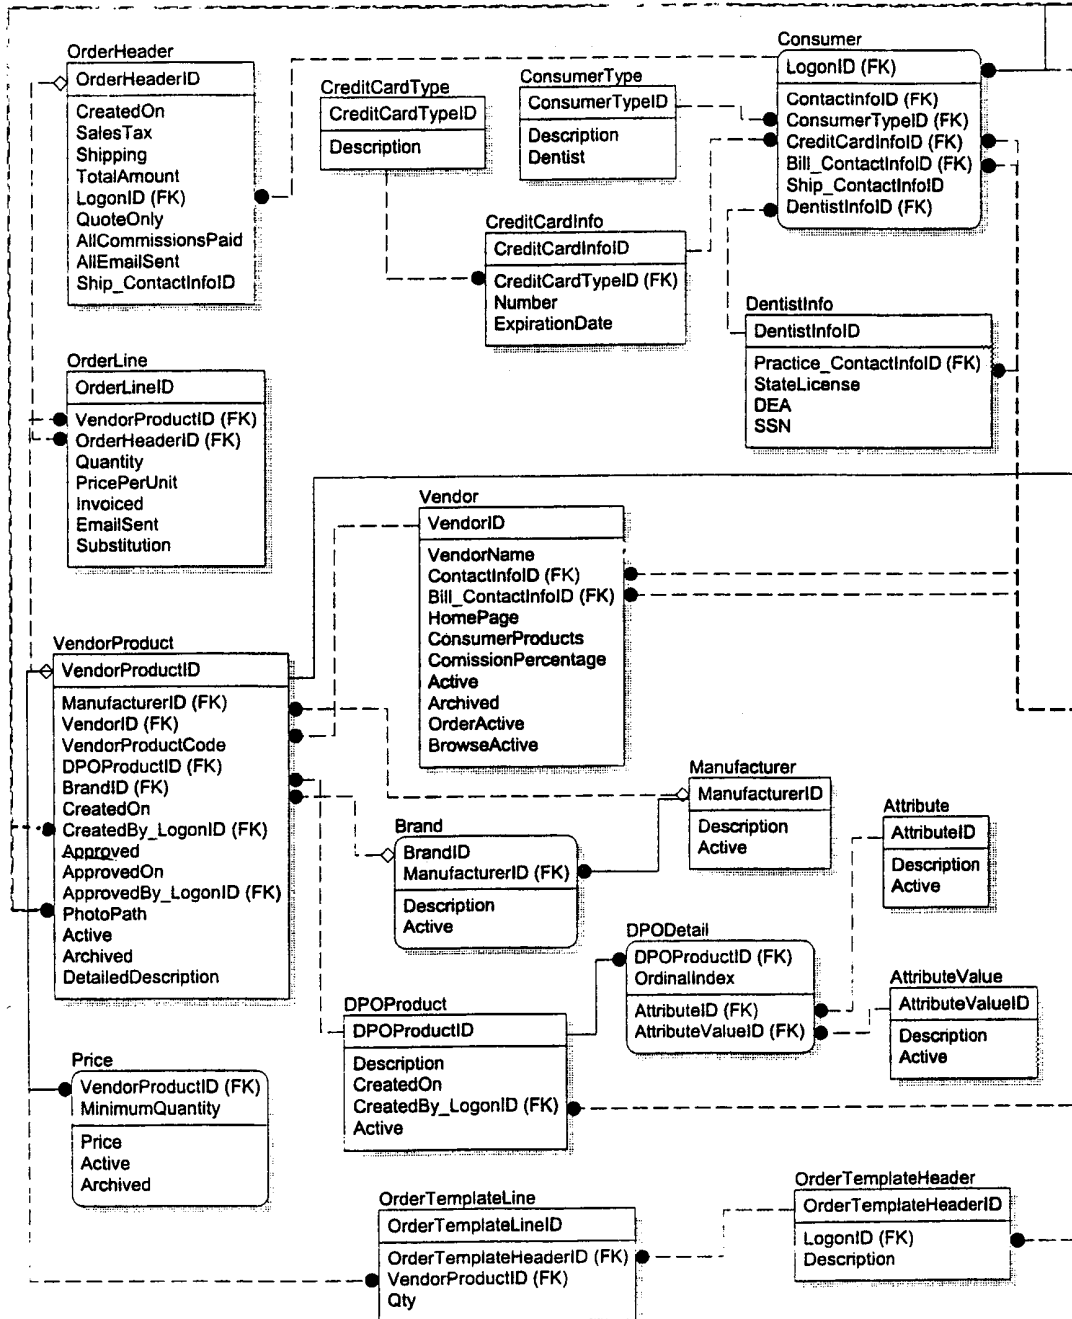 OrderHeader
OrderHeaderID
CreatedOn
SalesTax
Shipping
TotalAmount
LogonID (FK)
QuoteOnly
AllCommissionsPaid
AllEmailSent
Ship_ContactInfoID
CreditCardType
CreditCardTypeID
Description
ConsumerType
ConsumerTypeID
Description
Dentist
Consumer
LogonID (FK)
ContactInfoID (FK)
ConsumerTypeID (FK)
CreditCardInfoID (FK)
Bill_ContactInfoID (FK)
Ship_ContactInfoID
DentistInfoID (FK)
CreditCardInfo
CreditCardInfoID
CreditCardTypeID (FK)
Number
ExpirationDate
DentistInfo
DentistInfoID
Practice_ContactInfoID (FK)
StateLicense
DEA
SSN
OrderLine
OrderLineID
VendorProductID (FK)
OrderHeaderID (FK)
Quantity
PricePerUnit
Invoiced
EmailSent
Substitution
Vendor
VendorID
VendorName
ContactInfoID (FK)
Bill_ContactInfoID (FK)
HomePage
ConsumerProducts
ComissionPercentage
Active
Archived
OrderActive
BrowseActive
VendorProduct
VendorProductID
ManufacturerID (FK)
VendorID (FK)
VendorProductCode
DPOProductID (FK)
BrandID (FK)
CreatedOn
CreatedBy_LogonID (FK)
Approved
ApprovedOn
ApprovedBy_LogonID (FK)
PhotoPath
Active
Archived
DetailedDescription
Manufacturer
ManufacturerID
Description
Active
Brand
BrandID
ManufacturerID (FK)
Description
Active
Attribute
AttributeID
Description
Active
DPODetail
DPOProductID (FK)
OrdinalIndex
AttributeID (FK)
AttributeValueID (FK)
AttributeValue
AttributeValueID
Description
Active
DPOProduct
DPOProductID
Description
CreatedOn
CreatedBy_LogonID (FK)
Active
Price
VendorProductID (FK)
MinimumQuantity
Price
Active
Archived
OrderTemplateLine
OrderTemplateLineID
OrderTemplateHeaderID (FK)
VendorProductID (FK)
Qty
OrderTemplateHeader
OrderTemplateHeaderID
LogonID (FK)
Description